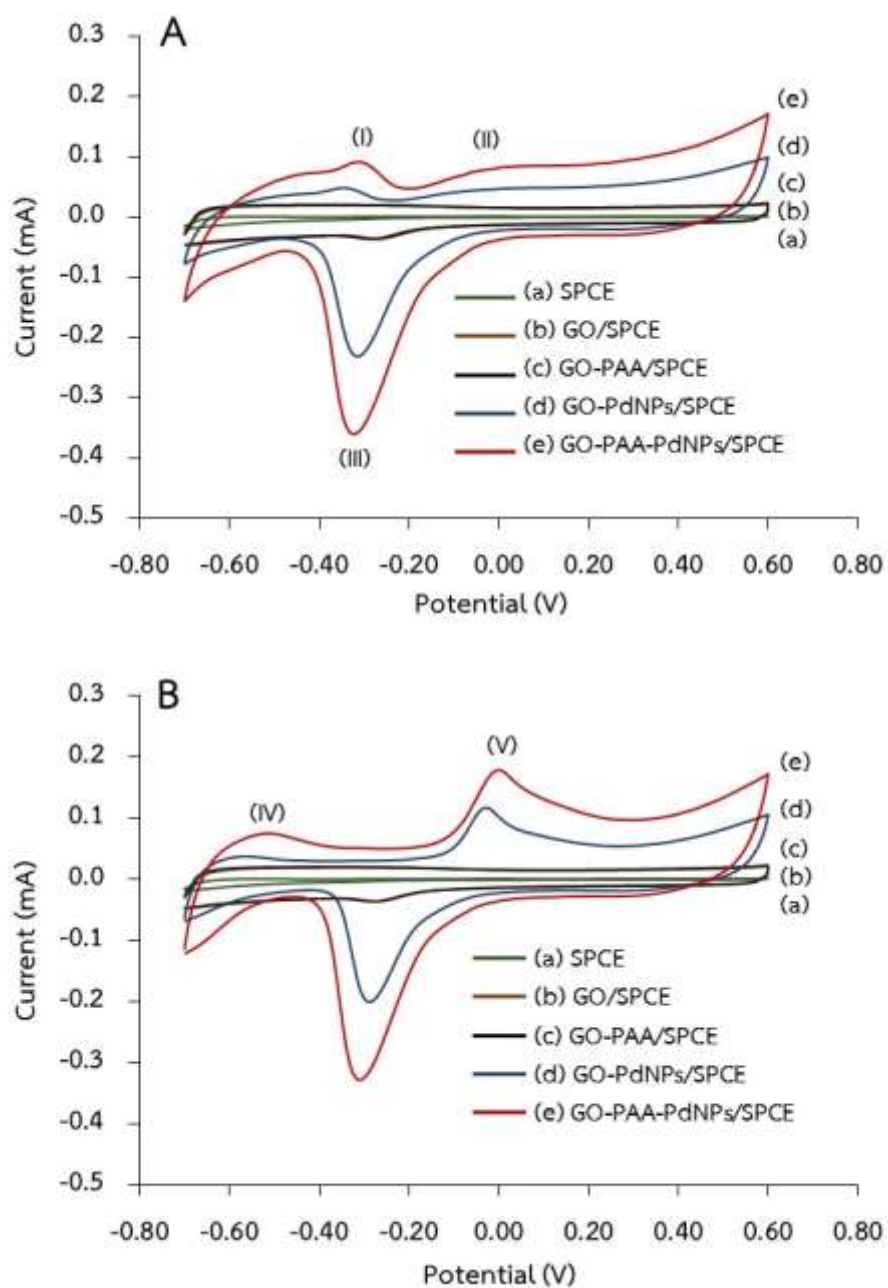 A
0.3
0.2
0.1
0.0
-0.1
-0.2
-0.3
-0.4
-0.5
Current (mA)
(I)
(II)
(III)
(e)
(d)
(c)
(b)
(a)
(a) SPCE
(b) GO/SPCE
(c) GO-PAA/SPCE
(d) GO-PdNPs/SPCE
(e) GO-PAA-PdNPs/SPCE
-0.80 -0.60 -0.40 -0.20 0.00 0.20 0.40 0.60 0.80
Potential (V)
B
0.3
0.2
0.1
0.0
-0.1
-0.2
-0.3
-0.4
-0.5
Current (mA)
(IV)
(V)
(e)
(d)
(c)
(b)
(a)
(a) SPCE
(b) GO/SPCE
(c) GO-PAA/SPCE
(d) GO-PdNPs/SPCE
(e) GO-PAA-PdNPs/SPCE
-0.80 -0.60 -0.40 -0.20 0.00 0.20 0.40 0.60 0.80
Potential (V)